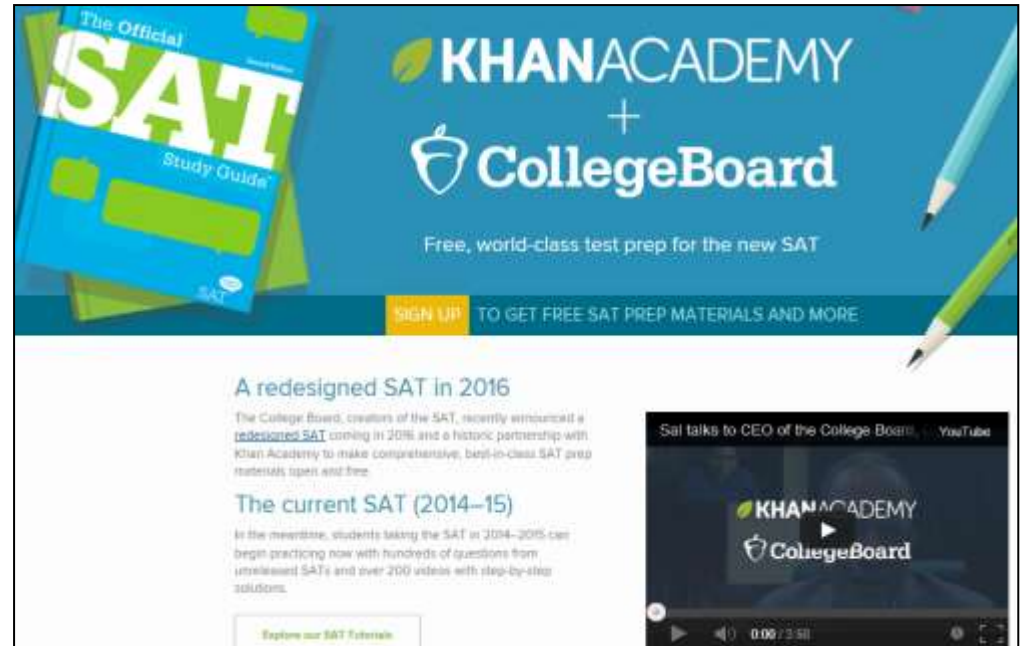 The Official
Second Edition
SAT
Study Guide™
SAT
KHANACADEMY
+
CollegeBoard
Free, world-class test prep for the new SAT
SIGN UP TO GET FREE SAT PREP MATERIALS AND MORE
A redesigned SAT in 2016
The College Board, creators of the SAT, recently announced a
redesigned SAT coming in 2016 and a historic partnership with
Khan Academy to make comprehensive, best-in-class SAT prep
materials open and free.
The current SAT (2014–15)
In the meantime, students taking the SAT in 2014–2015 can
begin practicing now with hundreds of questions from
unreleased SATs and over 200 videos with step-by-step
solutions.
Explore our SAT Tutorials
Sal talks to CEO of the College Board, YouTube
KHANACADEMY
CollegeBoard
0:00 / 3:58